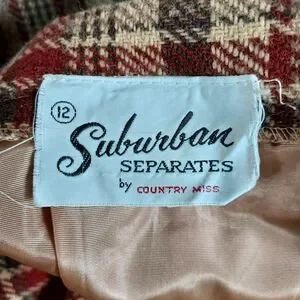 12
Suburban
SEPARATES
by COUNTRY MISS